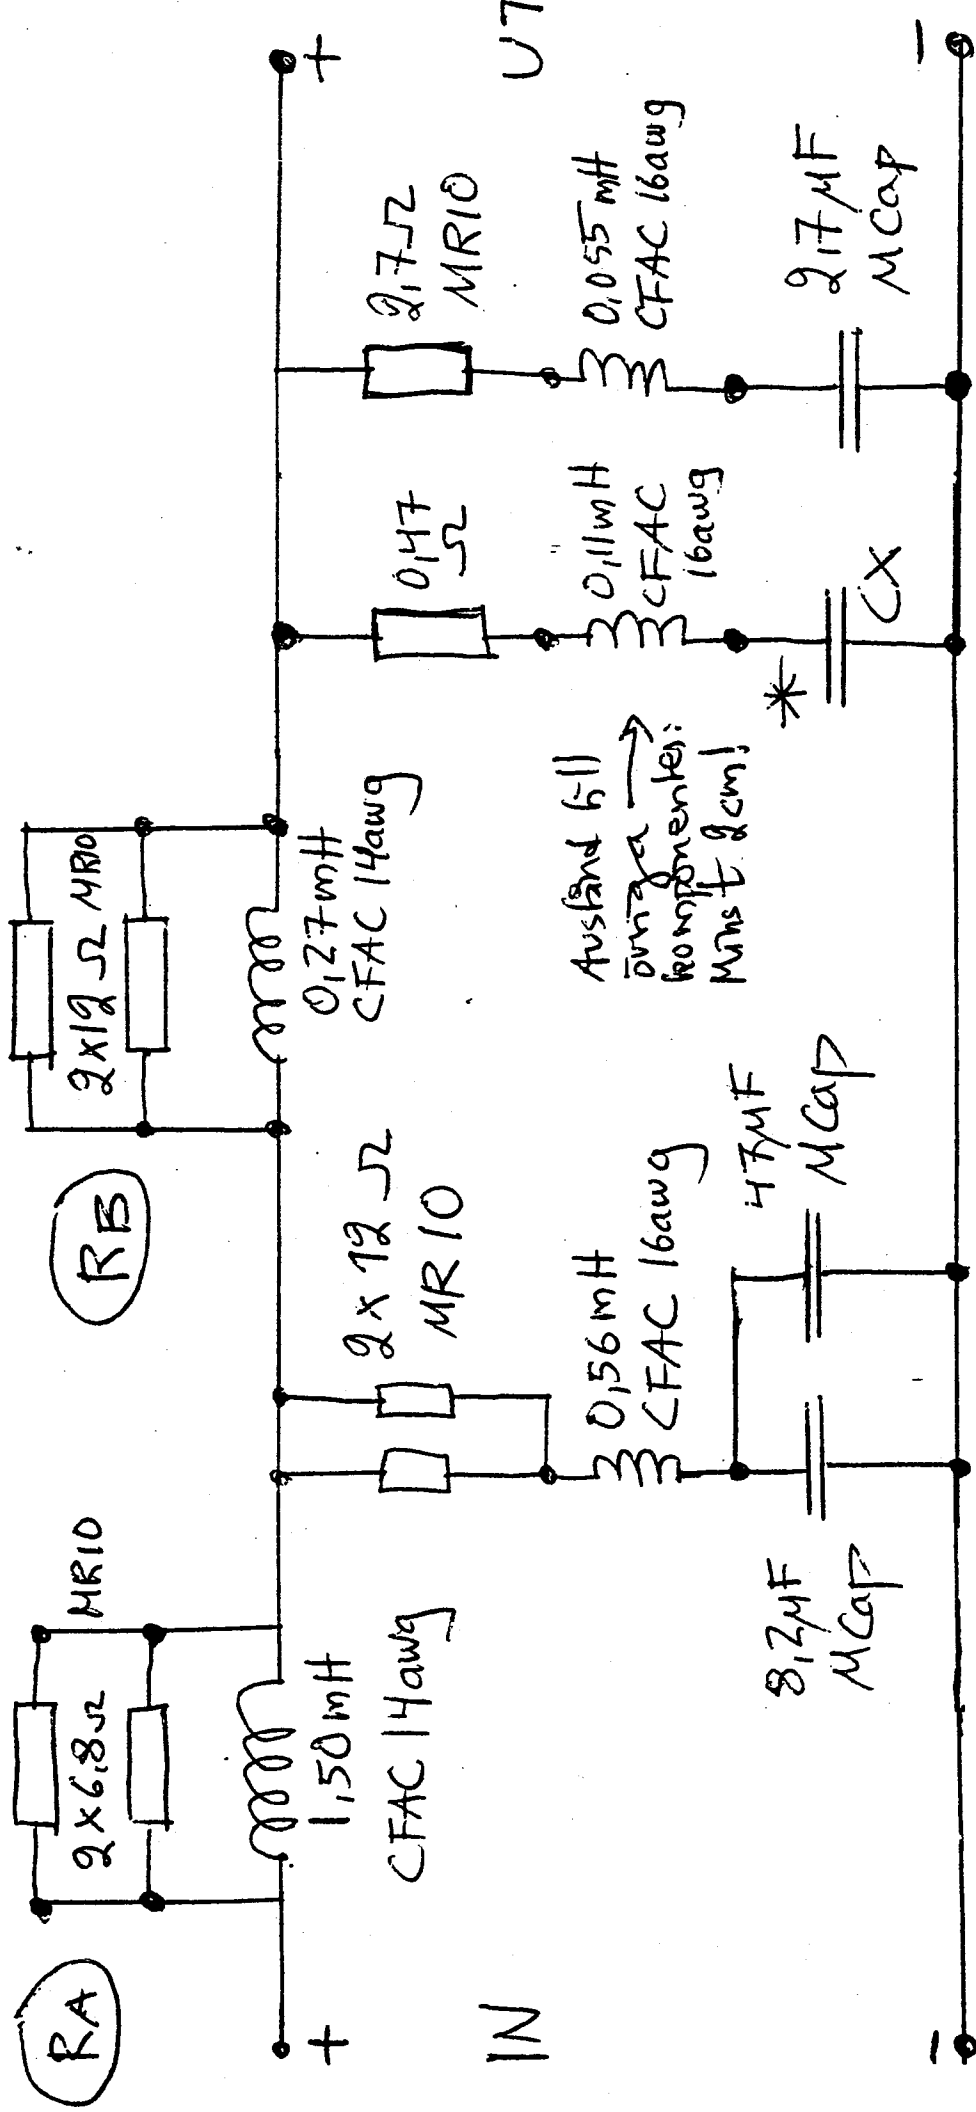 RA
2x6,8Ω
MR10
RB
2x12Ω MR10
+
1,50mH
CFAC 14awg
2x12Ω
MR10
0,27mH
CFAC 14awg
0,47
Ω
2,7Ω
MR10
+
IN
0,56mH
CFAC 16awg
Avstånd till
övriga →
komponenter:
Minst 2cm!
0,11mH
CFAC
16awg
0,055mH
CFAC 16awg
UT
8,2µF
MCap
47µF
MCap
*
CX
2,7µF
MCap
-
-